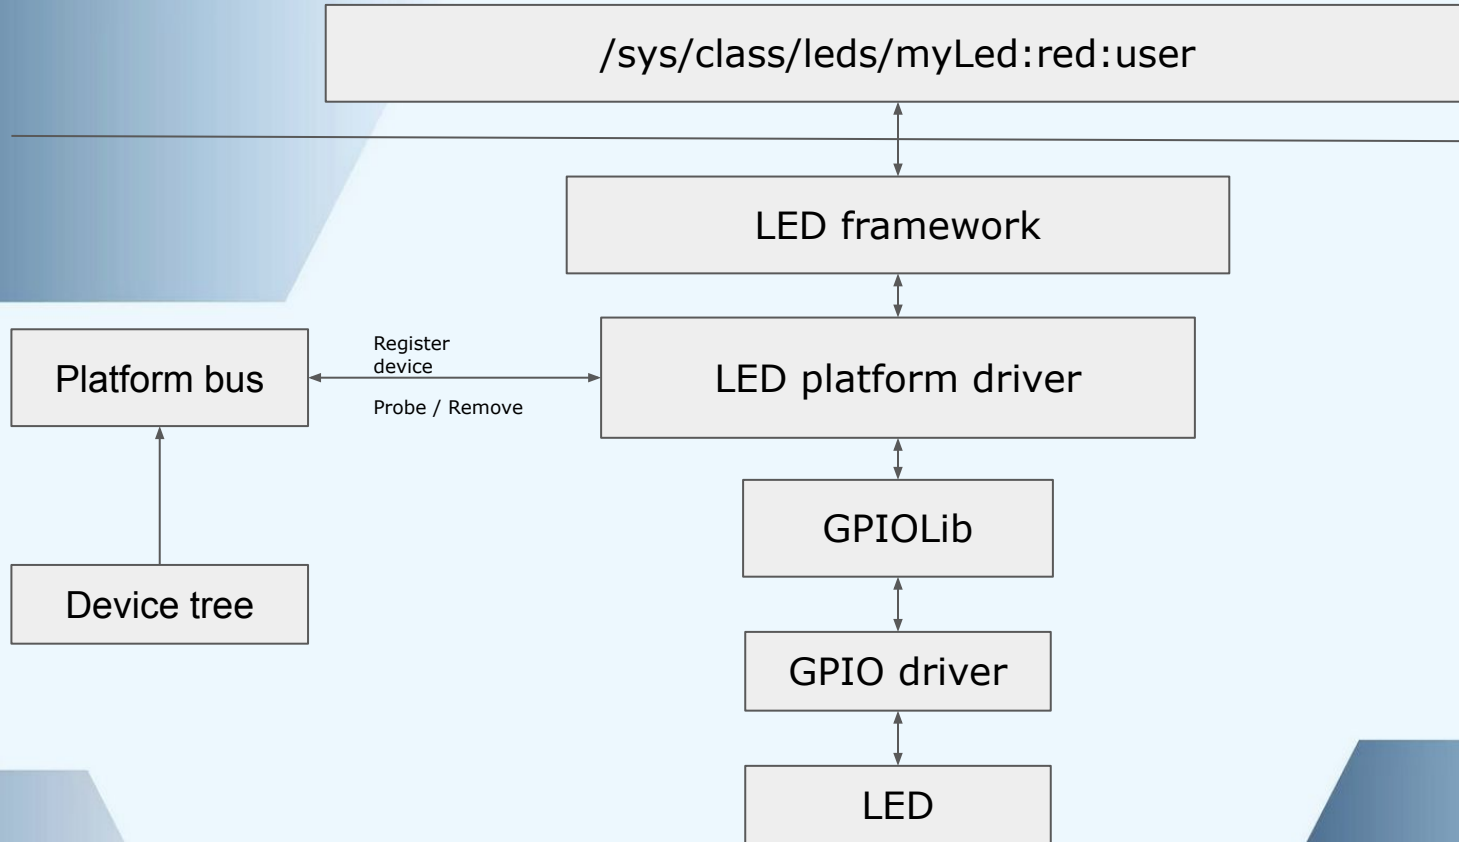 /sys/class/leds/myLed:red:user
LED framework
Platform bus
Register
device
Probe / Remove
LED platform driver
GPIOLib
Device tree
GPIO driver
LED